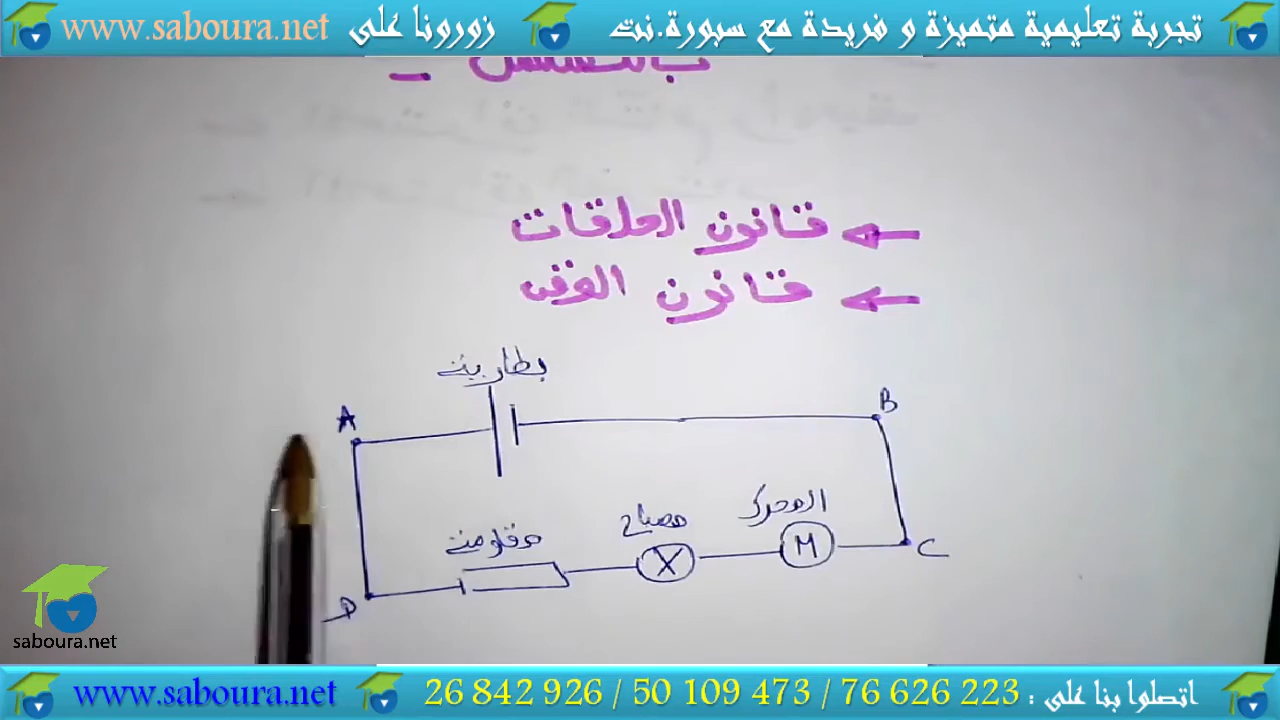 تجربة تعليمية متميزة و فريدة مع سبورة.نت زورونا على www.saboura.net
قانون الحلقات
قانون العقد
بطارية
A
B
المحرك
مصباح
مقاومة
M
X
C
D
saboura.net
اتصلوا بنا على : 26 842 926 / 50 109 473 / 76 626 223 www.saboura.net